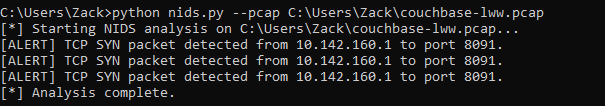 C:\Users\Zack>python nids.py --pcap C:\Users\Zack\couchbase-lww.pcap
[*] Starting NIDS analysis on C:\Users\Zack\couchbase-lww.pcap...
[ALERT] TCP SYN packet detected from 10.142.160.1 to port 8091.
[ALERT] TCP SYN packet detected from 10.142.160.1 to port 8091.
[ALERT] TCP SYN packet detected from 10.142.160.1 to port 8091.
[*] Analysis complete.